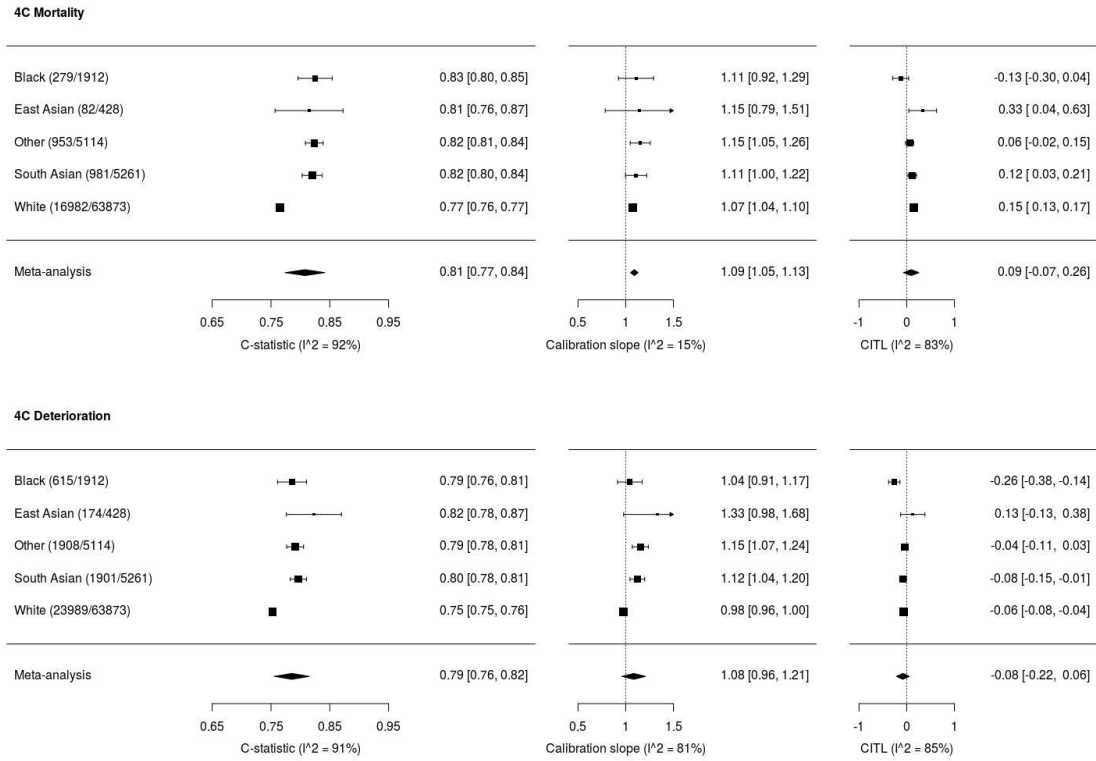 4C Mortality
Black (279/1912) 0.83 [0.80, 0.85] 1.11 [0.92, 1.29] -0.13 [-0.30, 0.04]
East Asian (82/428) 0.81 [0.76, 0.87] 1.15 [0.79, 1.51] 0.33 [ 0.04, 0.63]
Other (953/5114) 0.82 [0.81, 0.84] 1.15 [1.05, 1.26] 0.06 [-0.02, 0.15]
South Asian (981/5261) 0.82 [0.80, 0.84] 1.11 [1.00, 1.22] 0.12 [ 0.03, 0.21]
White (16982/63873) 0.77 [0.76, 0.77] 1.07 [1.04, 1.10] 0.15 [ 0.13, 0.17]
Meta-analysis 0.81 [0.77, 0.84] 1.09 [1.05, 1.13] 0.09 [-0.07, 0.26]
0.65 0.75 0.85 0.95 0.5 1 1.5 -1 0 1
C-statistic (I^2 = 92%) Calibration slope (I^2 = 15%) CITL (I^2 = 83%)
4C Deterioration
Black (615/1912) 0.79 [0.76, 0.81] 1.04 [0.91, 1.17] -0.26 [-0.38, -0.14]
East Asian (174/428) 0.82 [0.78, 0.87] 1.33 [0.98, 1.68] 0.13 [-0.13, 0.38]
Other (1908/5114) 0.79 [0.78, 0.81] 1.15 [1.07, 1.24] -0.04 [-0.11, 0.03]
South Asian (1901/5261) 0.80 [0.78, 0.81] 1.12 [1.04, 1.20] -0.08 [-0.15, -0.01]
White (23989/63873) 0.75 [0.75, 0.76] 0.98 [0.96, 1.00] -0.06 [-0.08, -0.04]
Meta-analysis 0.79 [0.76, 0.82] 1.08 [0.96, 1.21] -0.08 [-0.22, 0.06]
0.65 0.75 0.85 0.95 0.5 1 1.5 -1 0 1
C-statistic (I^2 = 91%) Calibration slope (I^2 = 81%) CITL (I^2 = 85%)